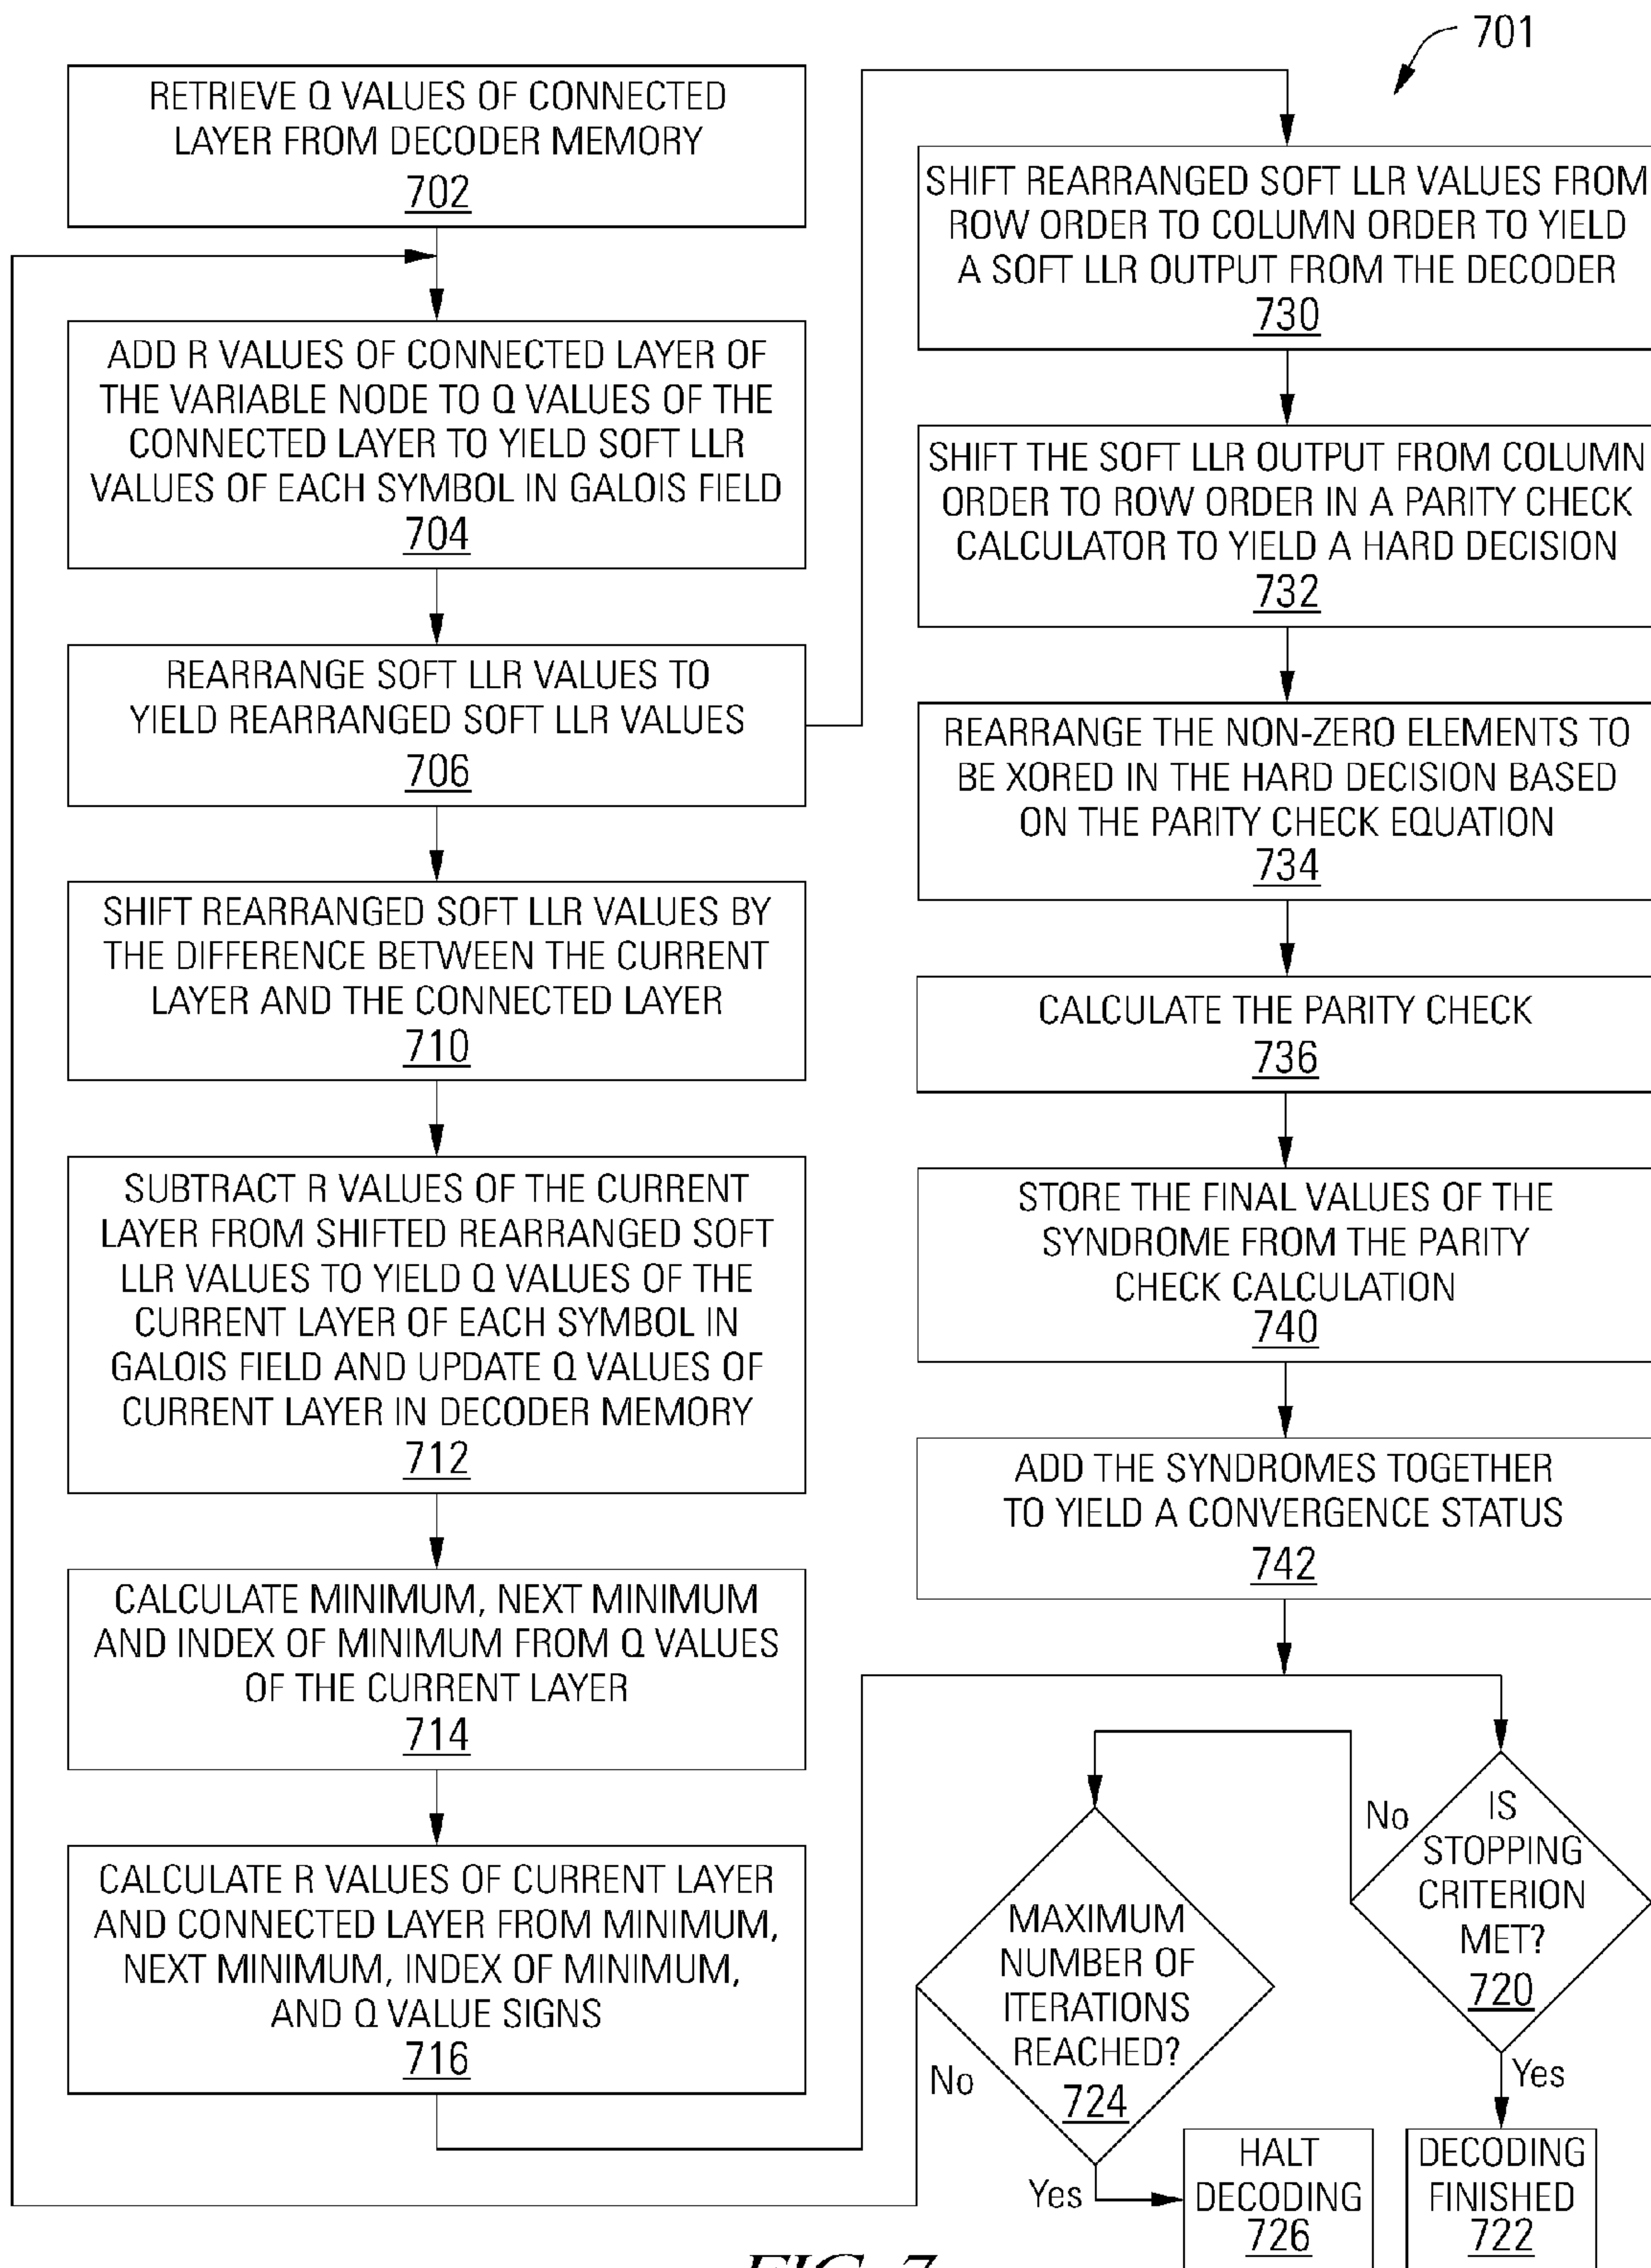 701
RETRIEVE Q VALUES OF CONNECTED
LAYER FROM DECODER MEMORY
702
ADD R VALUES OF CONNECTED LAYER OF
THE VARIABLE NODE TO Q VALUES OF THE
CONNECTED LAYER TO YIELD SOFT LLR
VALUES OF EACH SYMBOL IN GALOIS FIELD
704
REARRANGE SOFT LLR VALUES TO
YIELD REARRANGED SOFT LLR VALUES
706
SHIFT REARRANGED SOFT LLR VALUES BY
THE DIFFERENCE BETWEEN THE CURRENT
LAYER AND THE CONNECTED LAYER
710
SUBTRACT R VALUES OF THE CURRENT
LAYER FROM SHIFTED REARRANGED SOFT
LLR VALUES TO YIELD Q VALUES OF THE
CURRENT LAYER OF EACH SYMBOL IN
GALOIS FIELD AND UPDATE Q VALUES OF
CURRENT LAYER IN DECODER MEMORY
712
CALCULATE MINIMUM, NEXT MINIMUM
AND INDEX OF MINIMUM FROM Q VALUES
OF THE CURRENT LAYER
714
CALCULATE R VALUES OF CURRENT LAYER
AND CONNECTED LAYER FROM MINIMUM,
NEXT MINIMUM, INDEX OF MINIMUM,
AND Q VALUE SIGNS
716
SHIFT REARRANGED SOFT LLR VALUES FROM
ROW ORDER TO COLUMN ORDER TO YIELD
A SOFT LLR OUTPUT FROM THE DECODER
730
SHIFT THE SOFT LLR OUTPUT FROM COLUMN
ORDER TO ROW ORDER IN A PARITY CHECK
CALCULATOR TO YIELD A HARD DECISION
732
REARRANGE THE NON-ZERO ELEMENTS TO
BE XORED IN THE HARD DECISION BASED
ON THE PARITY CHECK EQUATION
734
CALCULATE THE PARITY CHECK
736
STORE THE FINAL VALUES OF THE
SYNDROME FROM THE PARITY
CHECK CALCULATION
740
ADD THE SYNDROMES TOGETHER
TO YIELD A CONVERGENCE STATUS
742
IS
STOPPING
CRITERION
MET?
720
No
Yes
MAXIMUM
NUMBER OF
ITERATIONS
REACHED?
724
No
Yes
HALT
DECODING
726
DECODING
FINISHED
722
FIG. 7